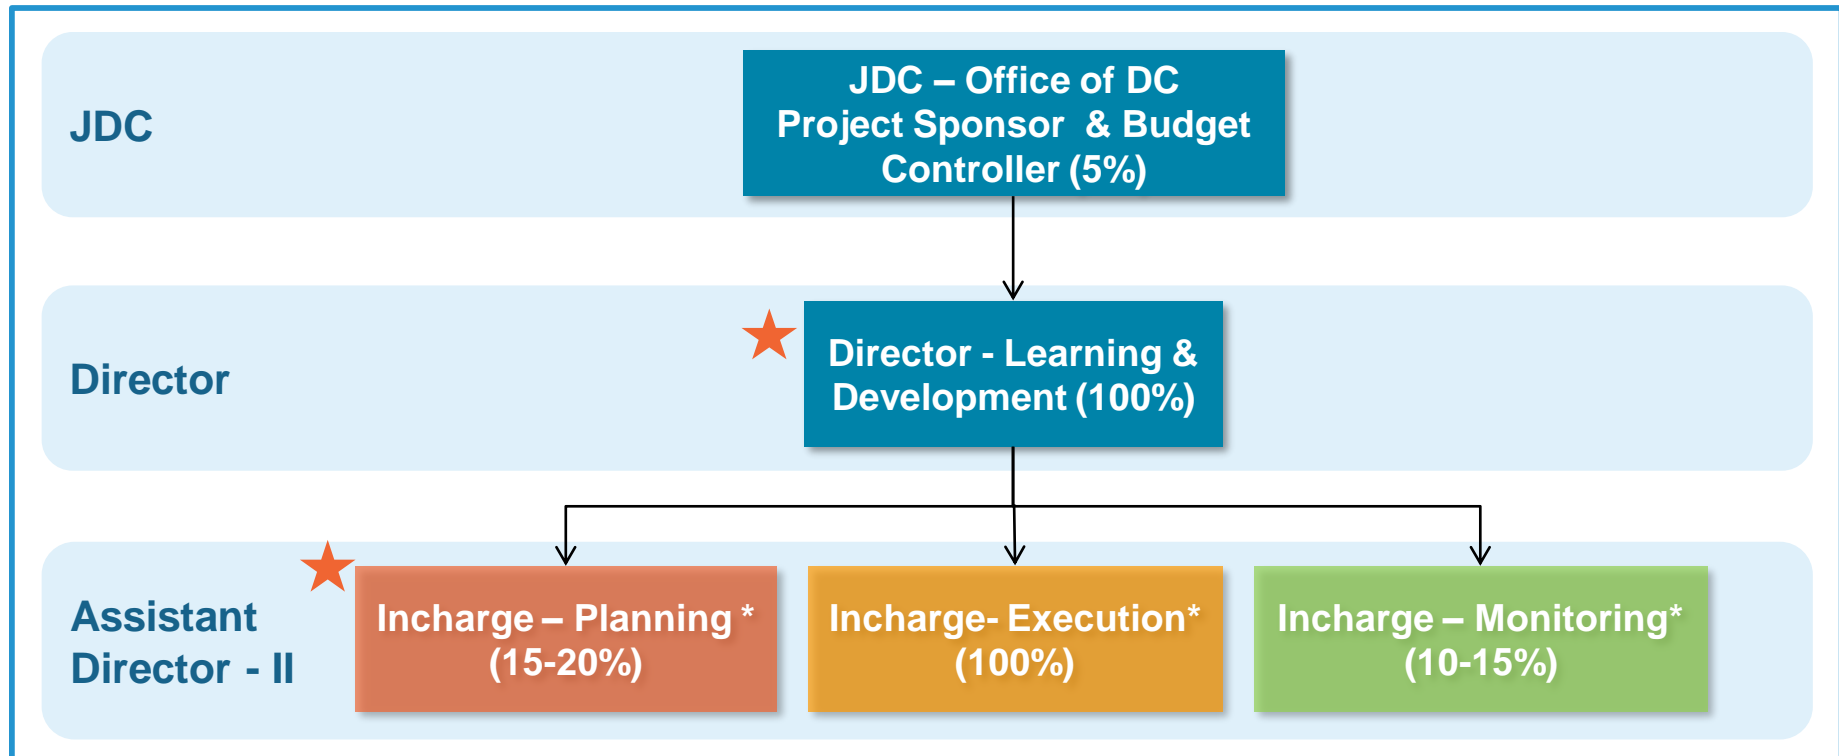 JDC
JDC – Office of DC
Project Sponsor & Budget
Controller (5%)
Director
Director - Learning &
Development (100%)
Assistant
Director - II
Incharge – Planning *
(15-20%)
Incharge- Execution*
(100%)
Incharge – Monitoring*
(10-15%)